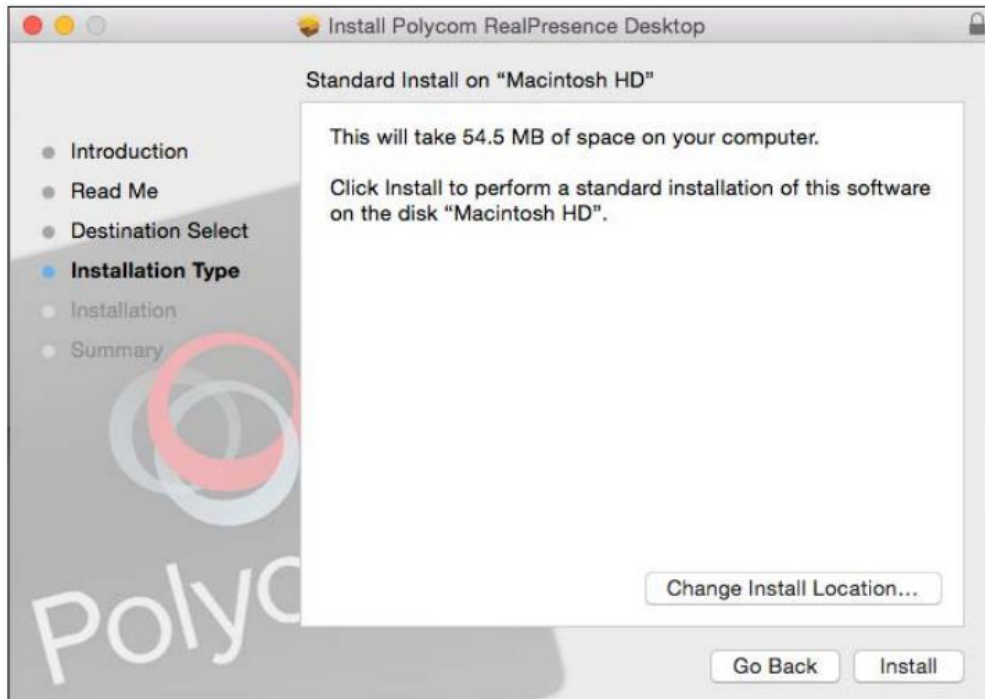 Install Polycom RealPresence Desktop
Standard Install on “Macintosh HD”
Introduction
Read Me
Destination Select
Installation Type
Installation
Summary
This will take 54.5 MB of space on your computer.
Click Install to perform a standard installation of this software
on the disk “Macintosh HD”.
Polyc
Change Install Location...
Go Back
Install